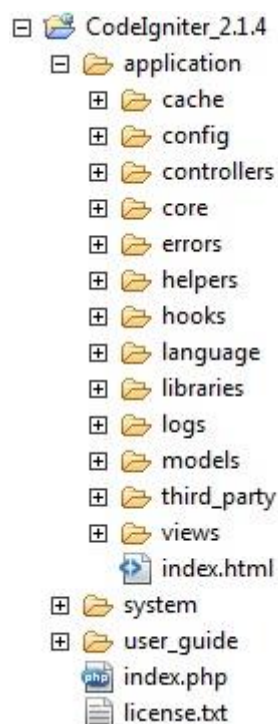 CodeIgniter_2.1.4
application
cache
config
controllers
core
errors
helpers
hooks
language
libraries
logs
models
third_party
views
index.html
system
user_guide
php index.php
license.txt